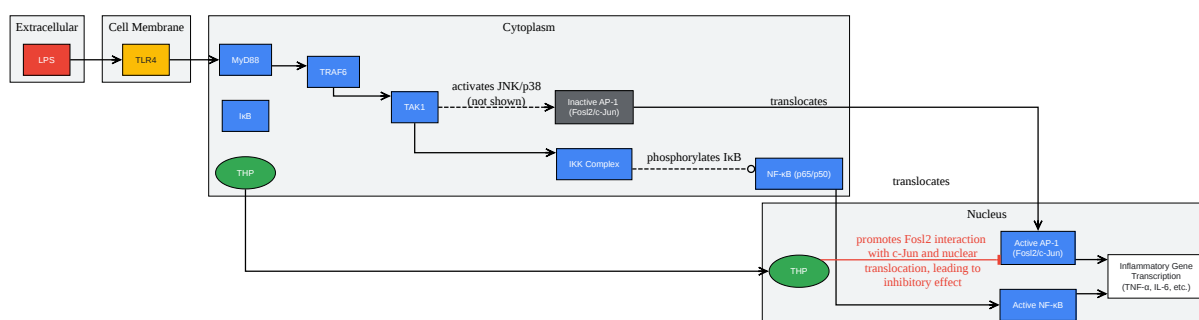 Extracellular
Cell Membrane
Cytoplasm
LPS
TLR4
MyD88
TRAF6
activates JNK/p38
(not shown)
TAK1
Inactive AP-1
(Fosl2/c-Jun)
translocates
IκB
IKK Complex
phosphorylates IκB
THP
NF-κB (p65/p50)
translocates
Nucleus
promotes Fosl2 interaction
with c-Jun and nuclear
translocation, leading to
inhibitory effect
THP
Active AP-1
(Fosl2/c-Jun)
Inflammatory Gene
Transcription
(TNF-α, IL-6, etc.)
Active NF-κB